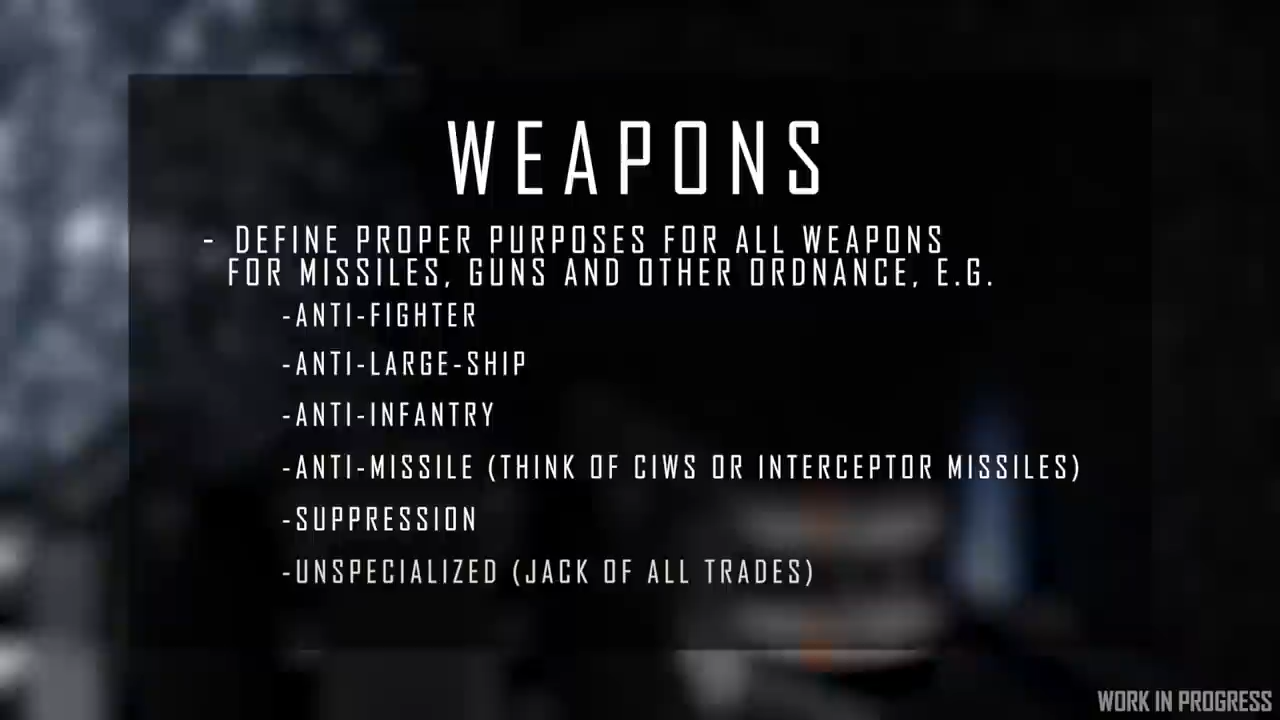 WEAPONS
- DEFINE PROPER PURPOSES FOR ALL WEAPONS
FOR MISSILES, GUNS AND OTHER ORDNANCE, E.G.
-ANTI-FIGHTER
-ANTI-LARGE-SHIP
-ANTI-INFANTRY
-ANTI-MISSILE (THINK OF CIWS OR INTERCEPTOR MISSILES)
-SUPPRESSION
-UNSPECIALIZED (JACK OF ALL TRADES)
WORK IN PROGRESS